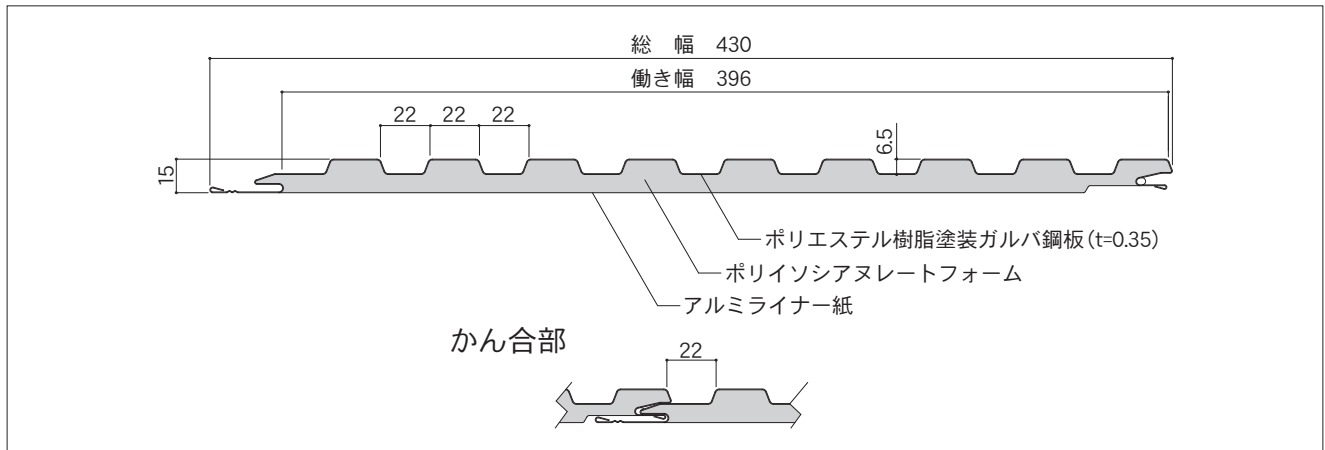 総　幅　430
働き幅　396
22 22 22
6.5
15
ポリエステル樹脂塗装ガルバ鋼板(t=0.35)
ポリイソシアヌレートフォーム
アルミライナー紙
かん合部
22